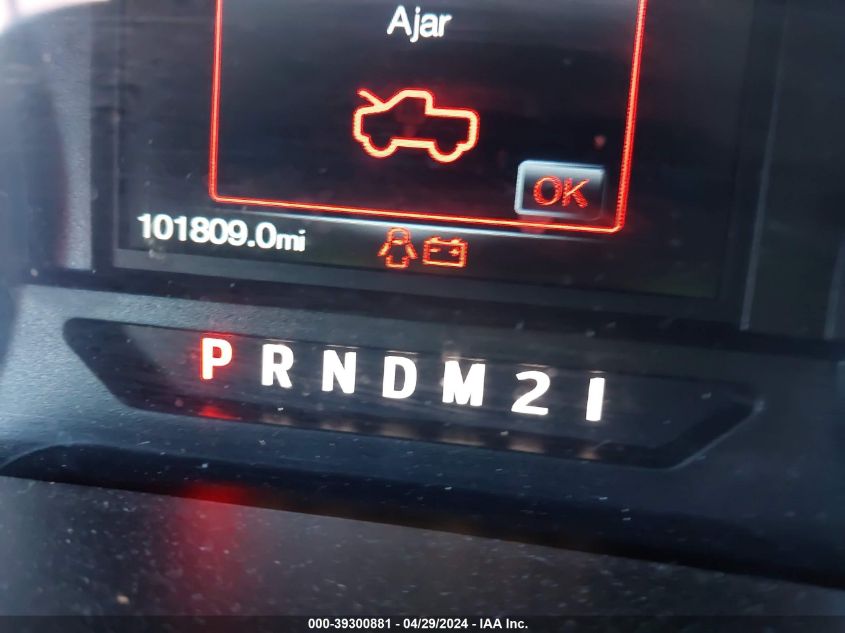 Ajar
OK
101809.0mi
P R N D M 2 1
000-39300881 - 04/29/2024 - IAA Inc.